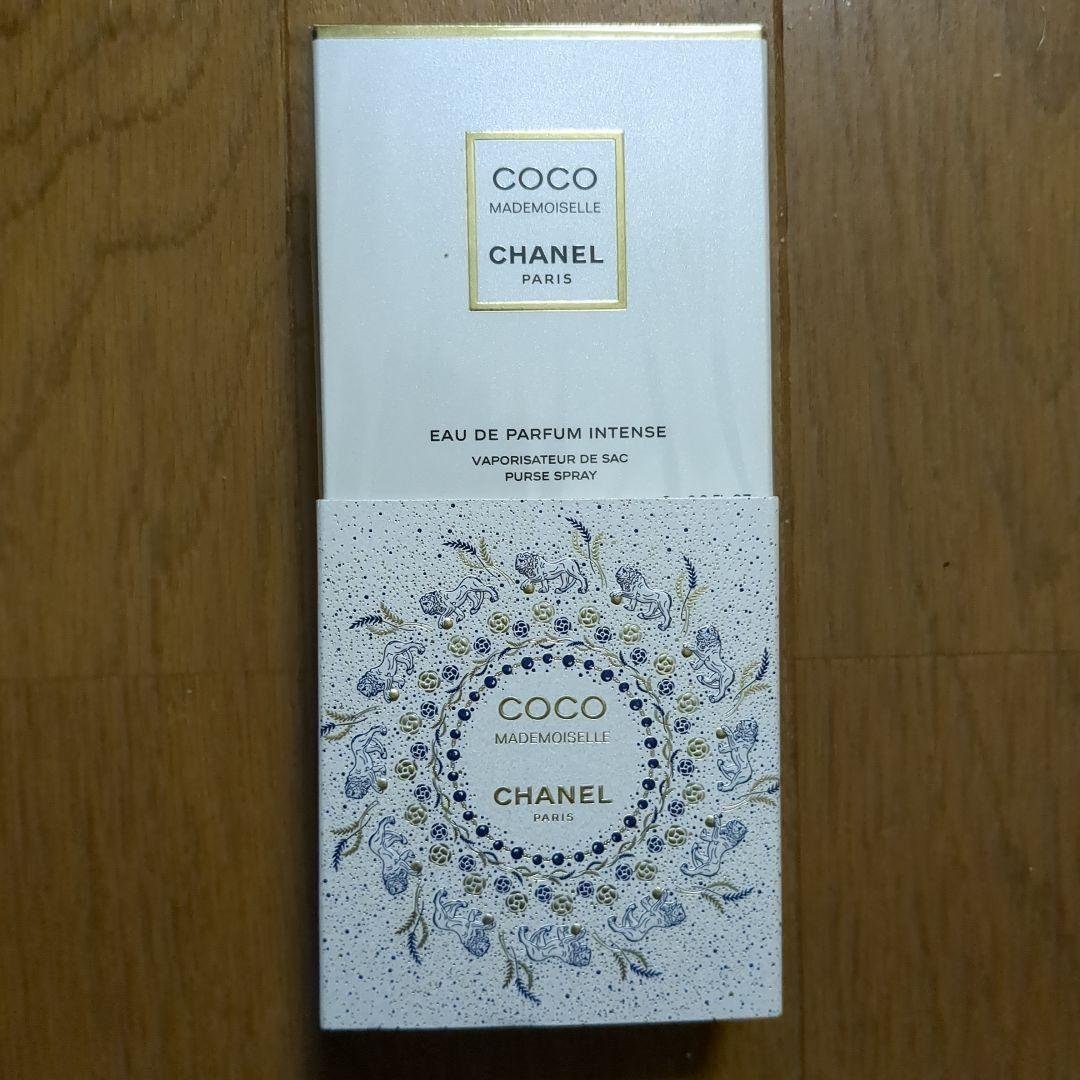 COCO
MADEMOISELLE
CHANEL
PARIS
EAU DE PARFUM INTENSE
VAPORISATEUR DE SAC
PURSE SPRAY
COCO
MADEMOISELLE
CHANEL
PARIS